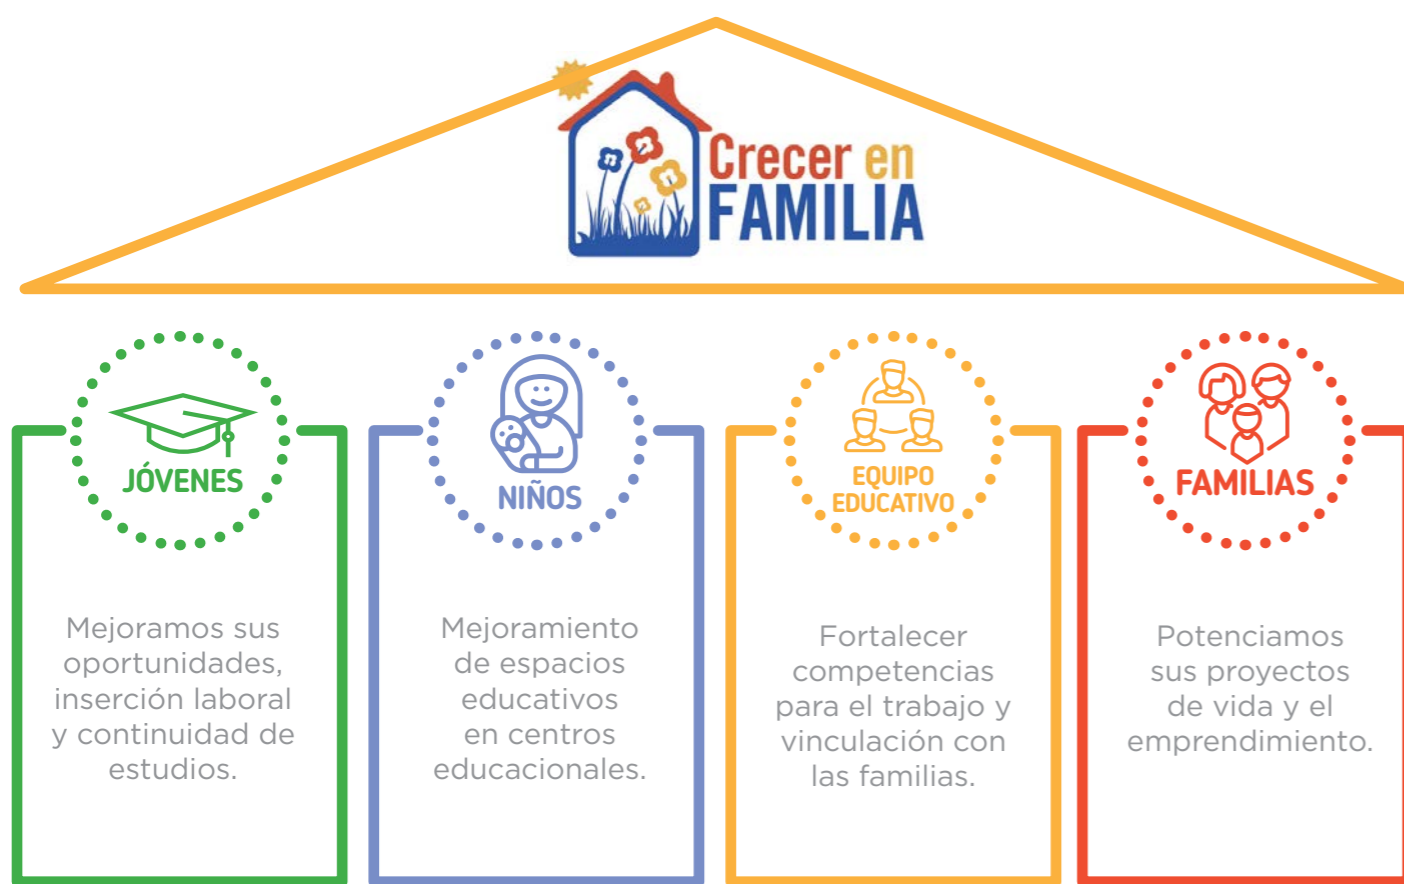 Crecer en
FAMILIA
JÓVENES
Mejoramos sus
oportunidades,
inserción laboral
y continuidad de
estudios.
NIÑOS
Mejoramiento
de espacios
educativos
en centros
educacionales.
EQUIPO
EDUCATIVO
Fortalecer
competencias
para el trabajo y
vinculación con
las familias.
FAMILIAS
Potenciamos
sus proyectos
de vida y el
emprendimiento.